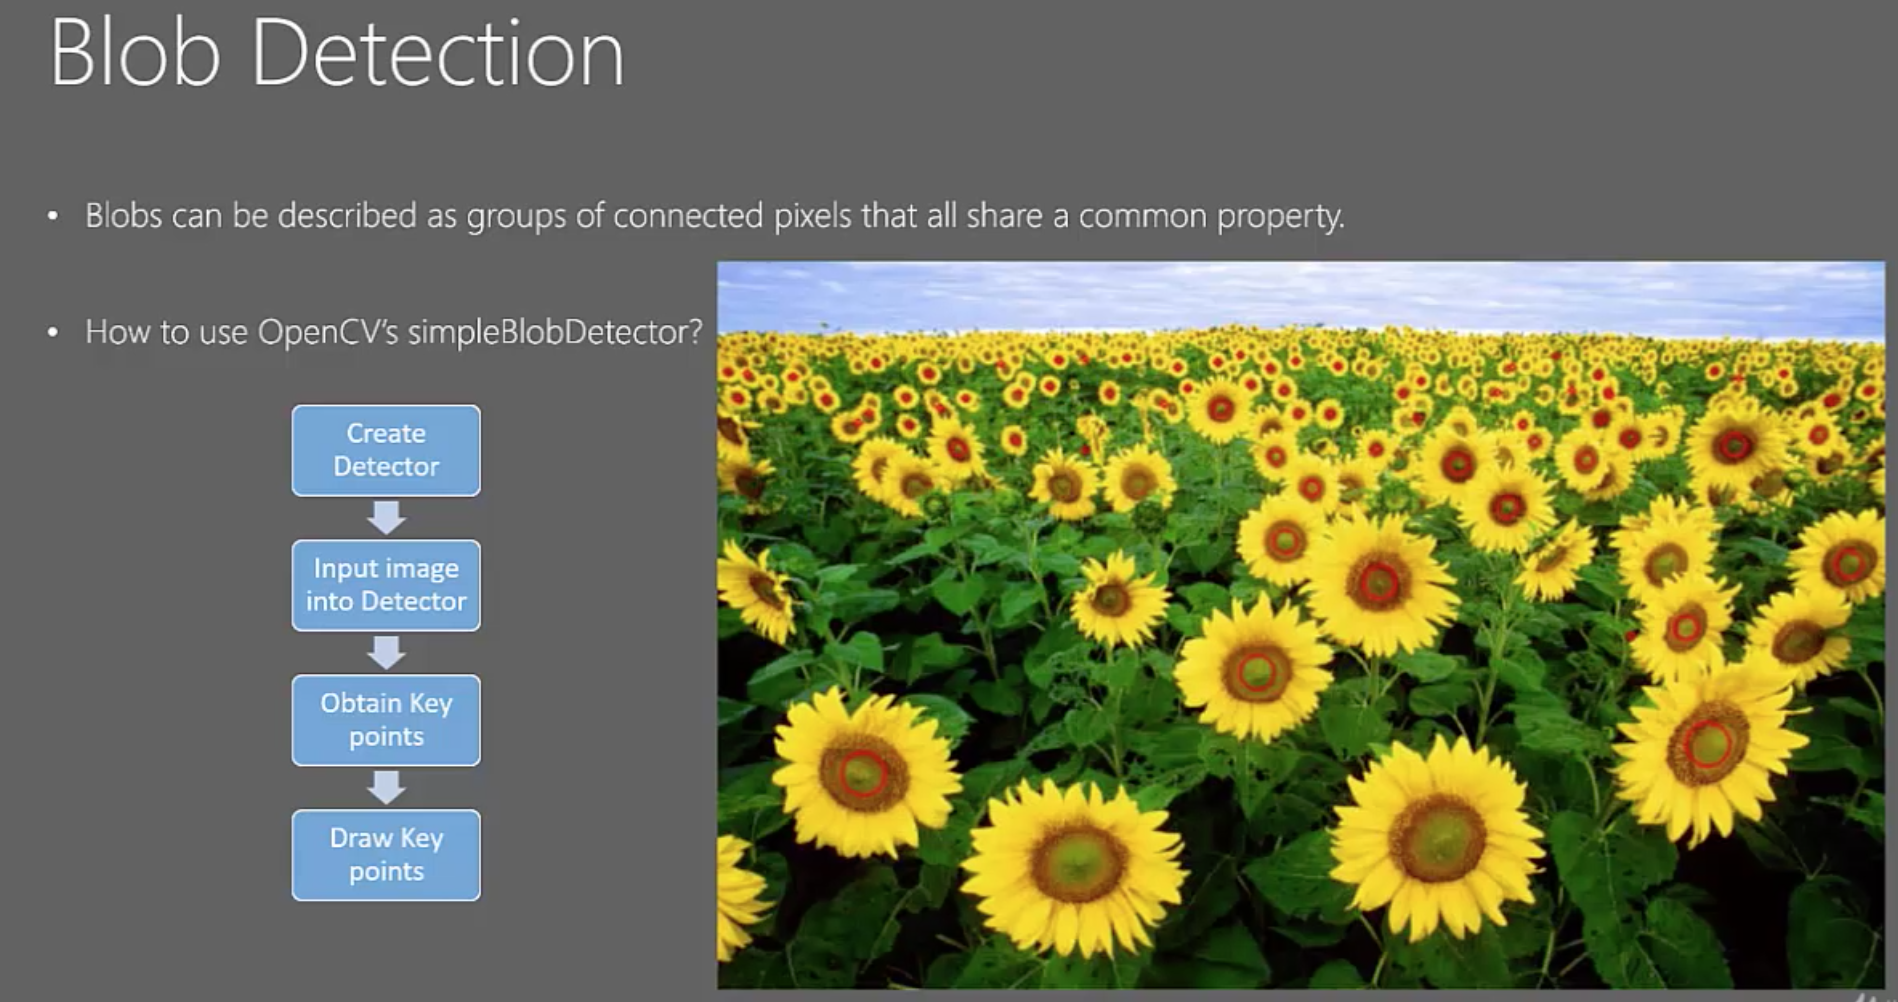 Blob Detection
• Blobs can be described as groups of connected pixels that all share a common property.
• How to use OpenCV's simpleBlobDetector?
Create
Detector
Input image
into Detector
Obtain Key
points
Draw Key
points